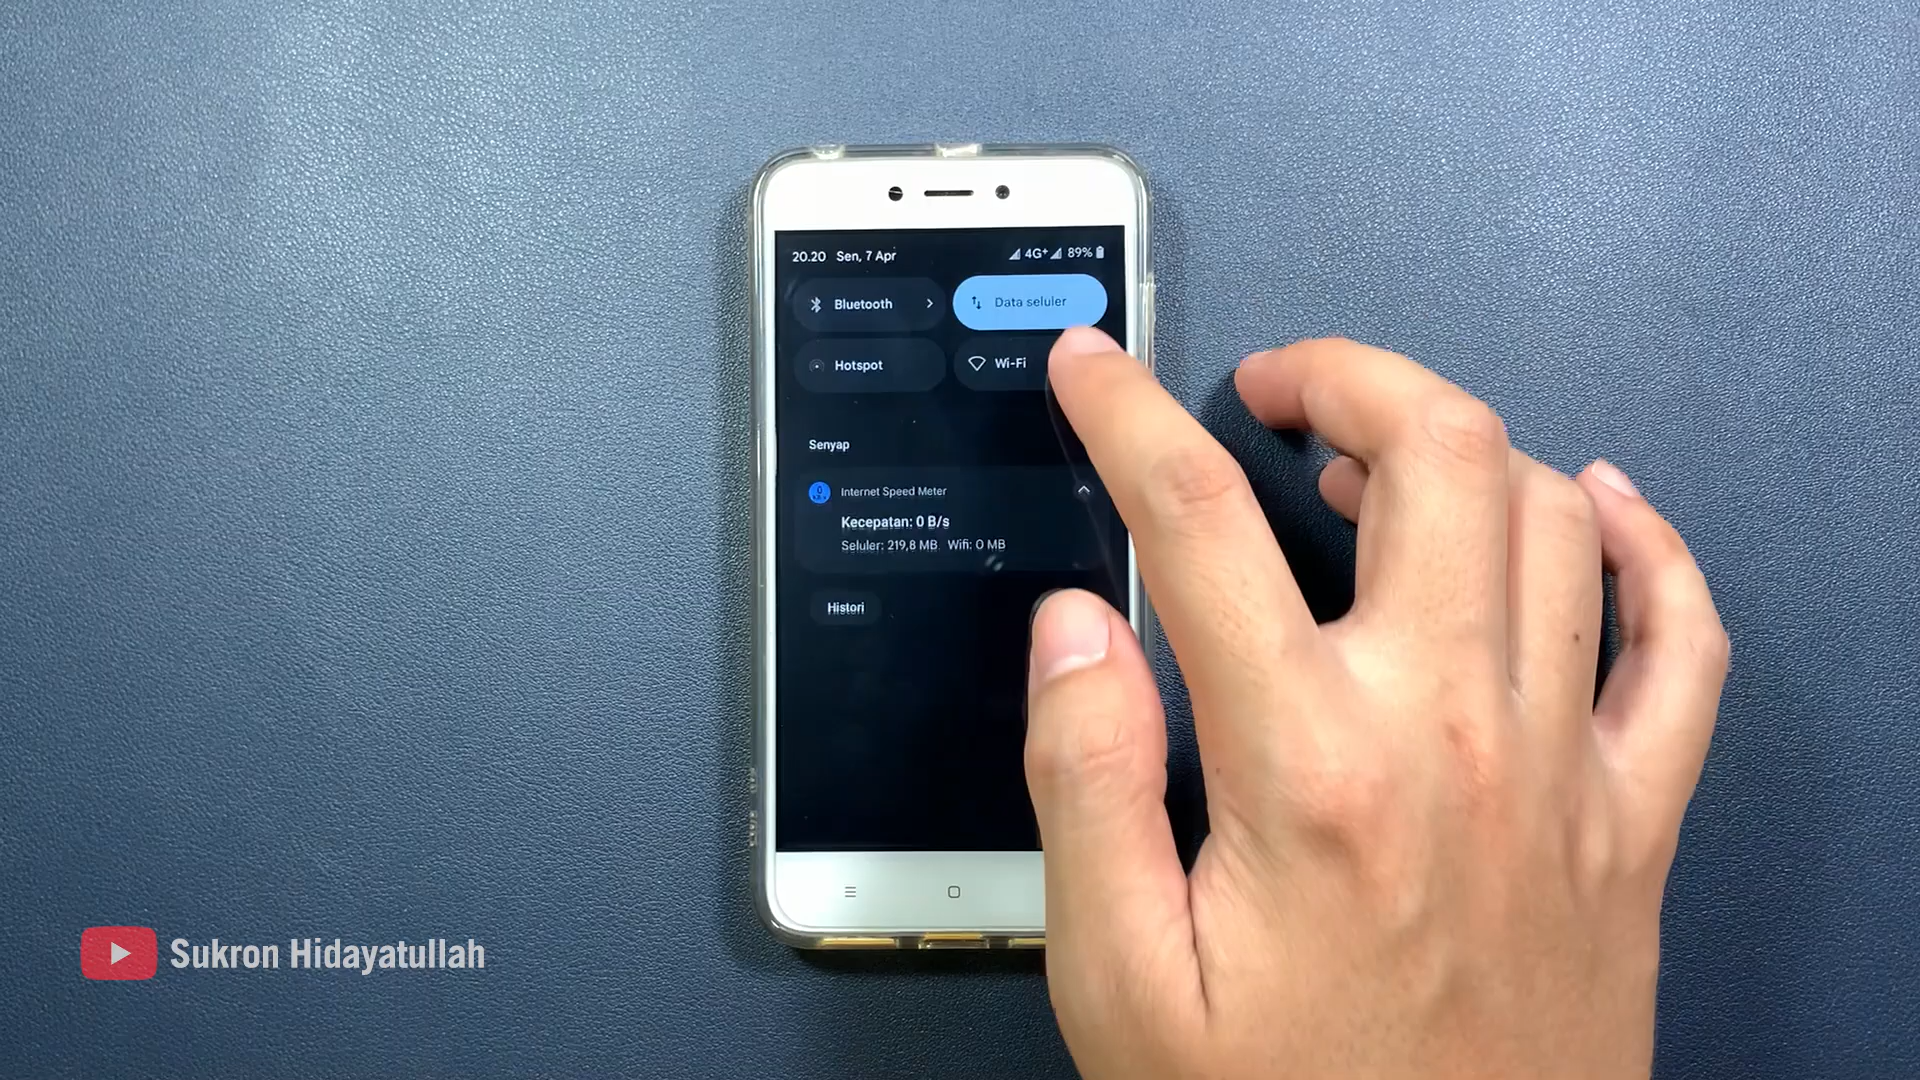 20.20 Sen, 7 Apr
4G+ 89%
Bluetooth
Data seluler
Hotspot
Wi-Fi
Senyap
Internet Speed Meter
Kecepatan: 0 B/s
Seluler: 219,8 MB Wifi: 0 MB
Histori
Sukron Hidayatullah